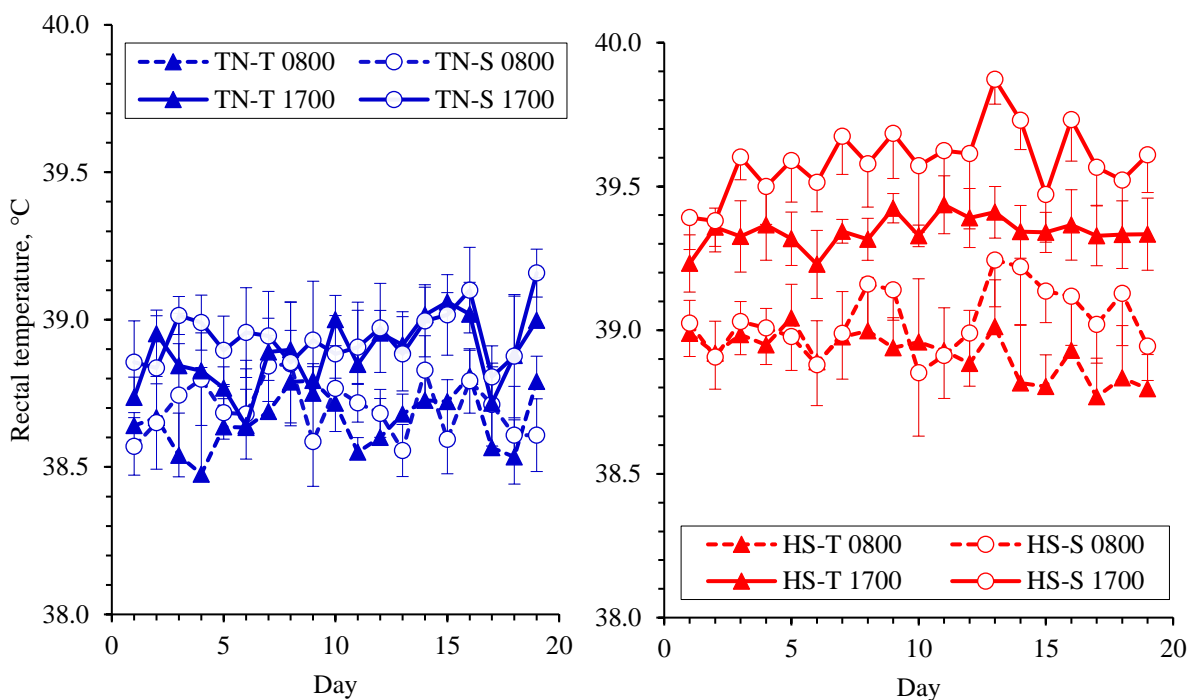 40.0
TN-T 0800 TN-S 0800
TN-T 1700 TN-S 1700
39.5
39.0
38.5
38.0
0 5 10 15 20
Day
Rectal temperature, °C
40.0
39.5
39.0
38.5
38.0
HS-T 0800 HS-S 0800
HS-T 1700 HS-S 1700
0 5 10 15 20
Day